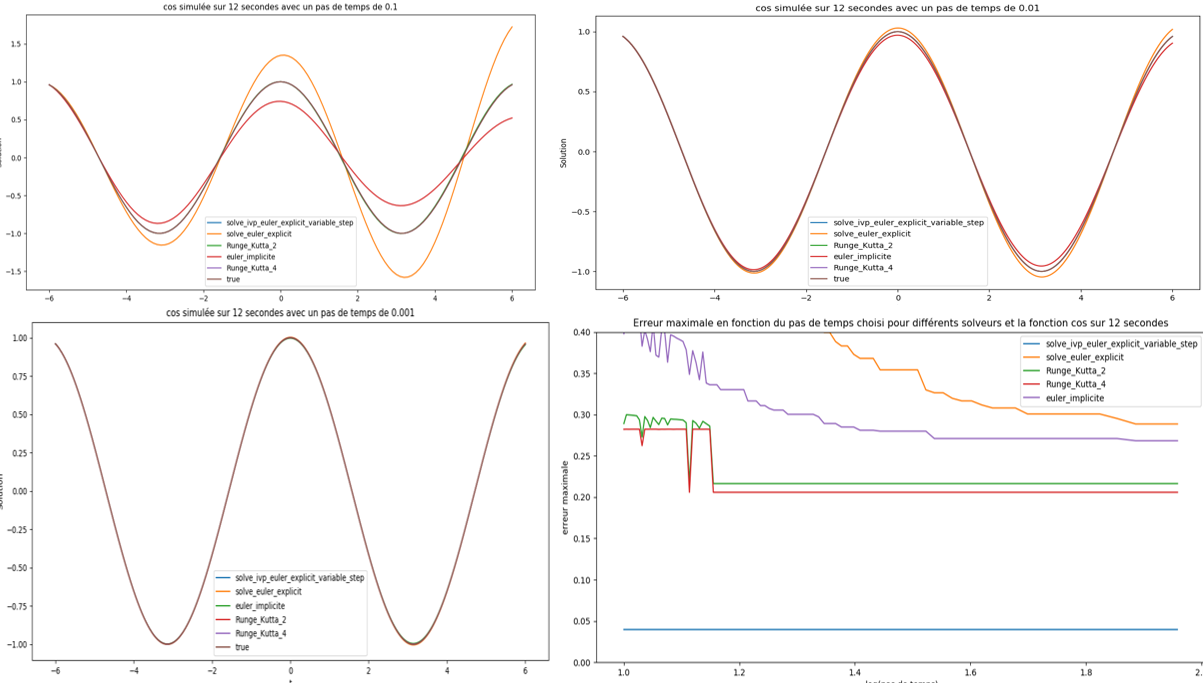 cos simulée sur 12 secondes avec un pas de temps de 0.1
1.5
1.0
0.5
0.0
−0.5
−1.0
−1.5
solve_ivp_euler_explicit_variable_step
solve_euler_explicit
Runge_Kutta_2
euler_implicite
Runge_Kutta_4
true
−6
−4
−2
0
2
4
6
cos simulée sur 12 secondes avec un pas de temps de 0.01
Solution
1.0
0.5
0.0
−0.5
−1.0
solve_ivp_euler_explicit_variable_step
solve_euler_explicit
Runge_Kutta_2
euler_implicite
Runge_Kutta_4
true
−6
−4
−2
0
2
4
6
cos simulée sur 12 secondes avec un pas de temps de 0.001
1.00
0.75
0.50
0.25
0.00
−0.25
−0.50
−0.75
−1.00
solve_ivp_euler_explicit_variable_step
solve_euler_explicit
euler_implicite
Runge_Kutta_2
Runge_Kutta_4
true
−6
−4
−2
0
2
4
6
Erreur maximale en fonction du pas de temps choisi pour différents solveurs et la fonction cos sur 12 secondes
erreur maximale
0.40
0.35
0.30
0.25
0.20
0.15
0.10
0.05
0.00
solve_ivp_euler_explicit_variable_step
solve_euler_explicit
Runge_Kutta_2
Runge_Kutta_4
euler_implicite
1.0
1.2
1.4
1.6
1.8